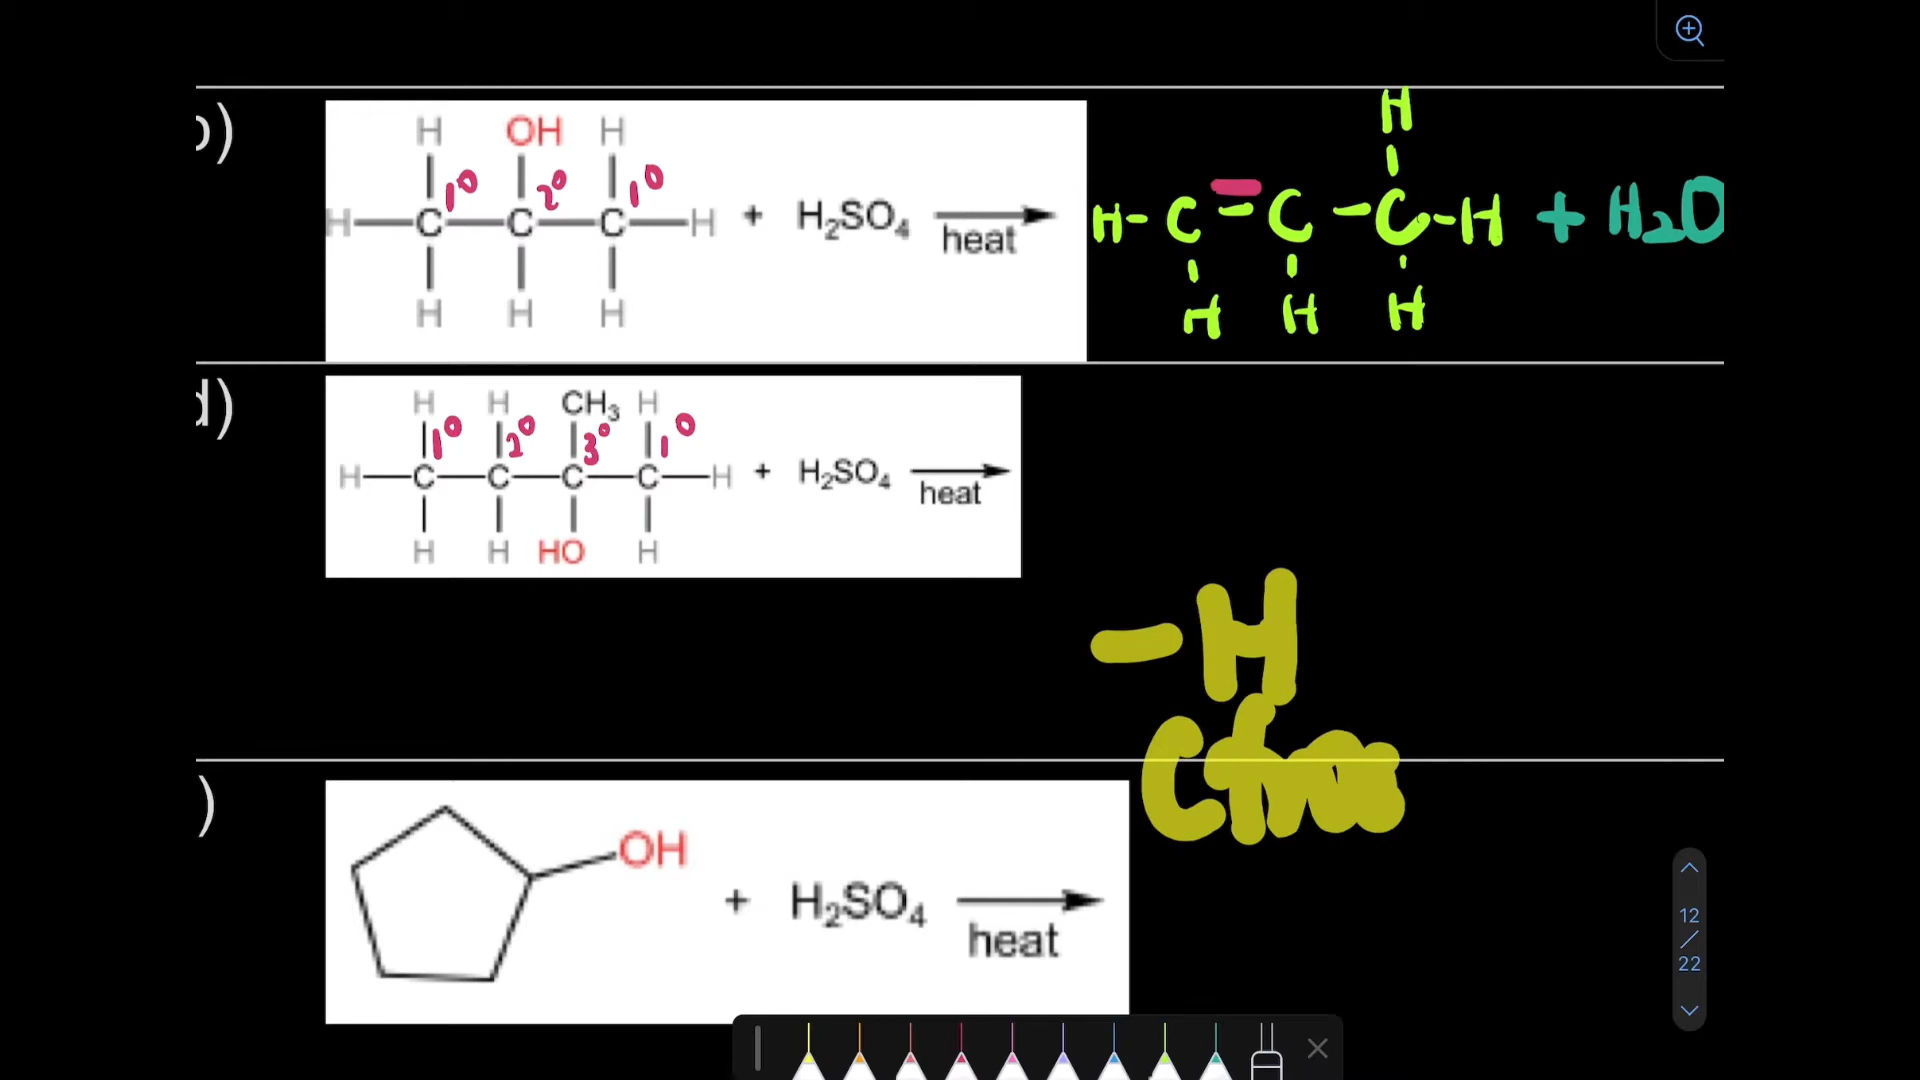 b)
H OH H
1° 2° 1°
H C C C H + H₂SO₄ heat
H H H
H
H-C=C-C-H + H₂O
H H H
d)
H H CH₃ H
1° 2° 3° 1°
H C C C C H + H₂SO₄ heat
H H HO H
-H
)
OH
+ H₂SO₄ heat
12
/
22